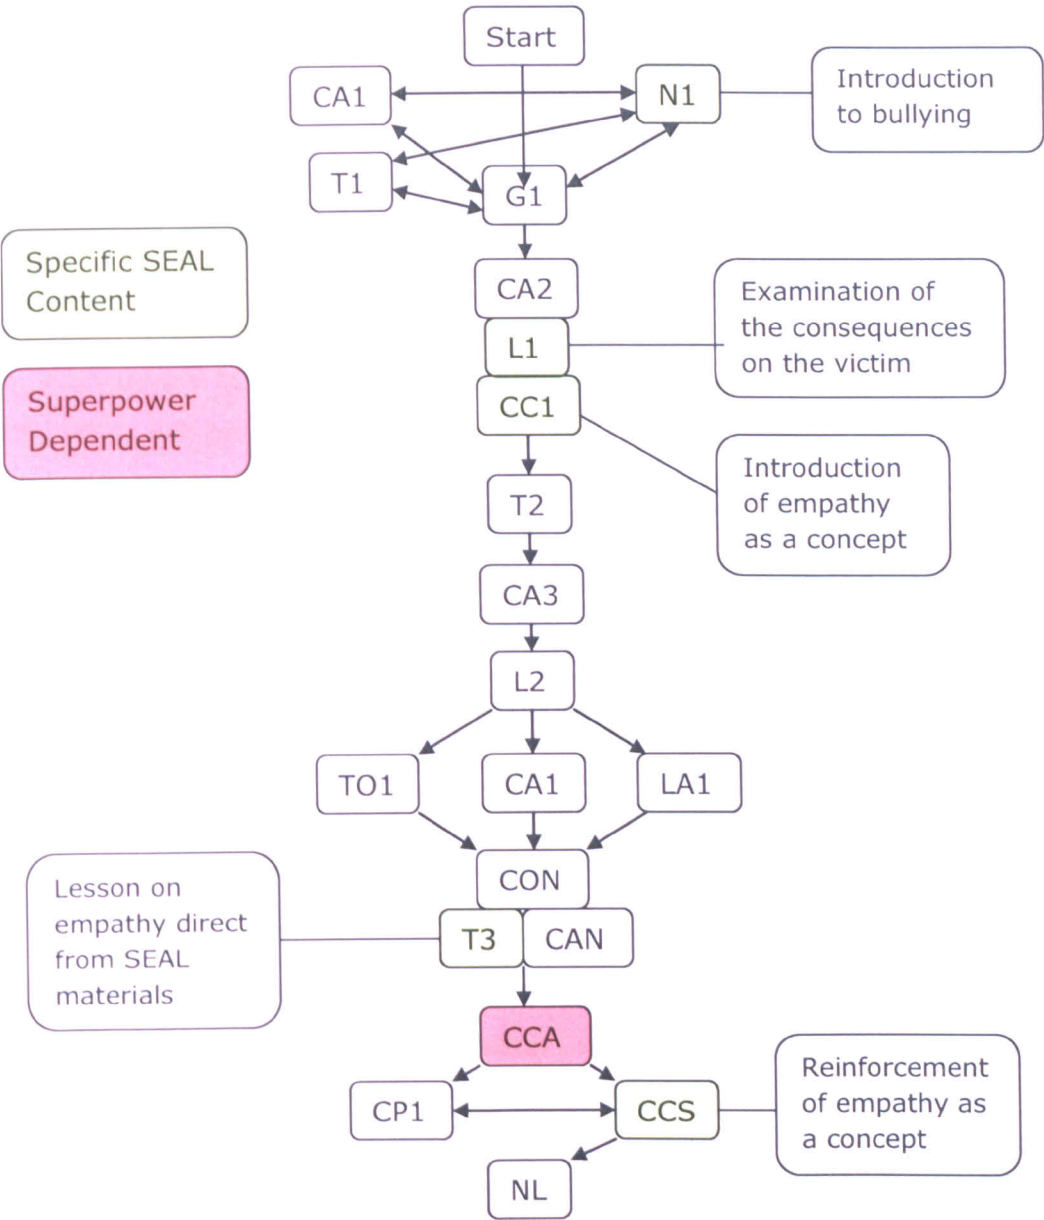 Start
CA1
N1
Introduction
to bullying
T1
G1
Specific SEAL
Content
CA2
Examination of
the consequences
on the victim
L1
Superpower
Dependent
CC1
Introduction
of empathy
as a concept
T2
CA3
L2
TO1
CA1
LA1
CON
Lesson on
empathy direct
from SEAL
materials
T3
CAN
CCA
CP1
CCS
Reinforcement
of empathy as
a concept
NL